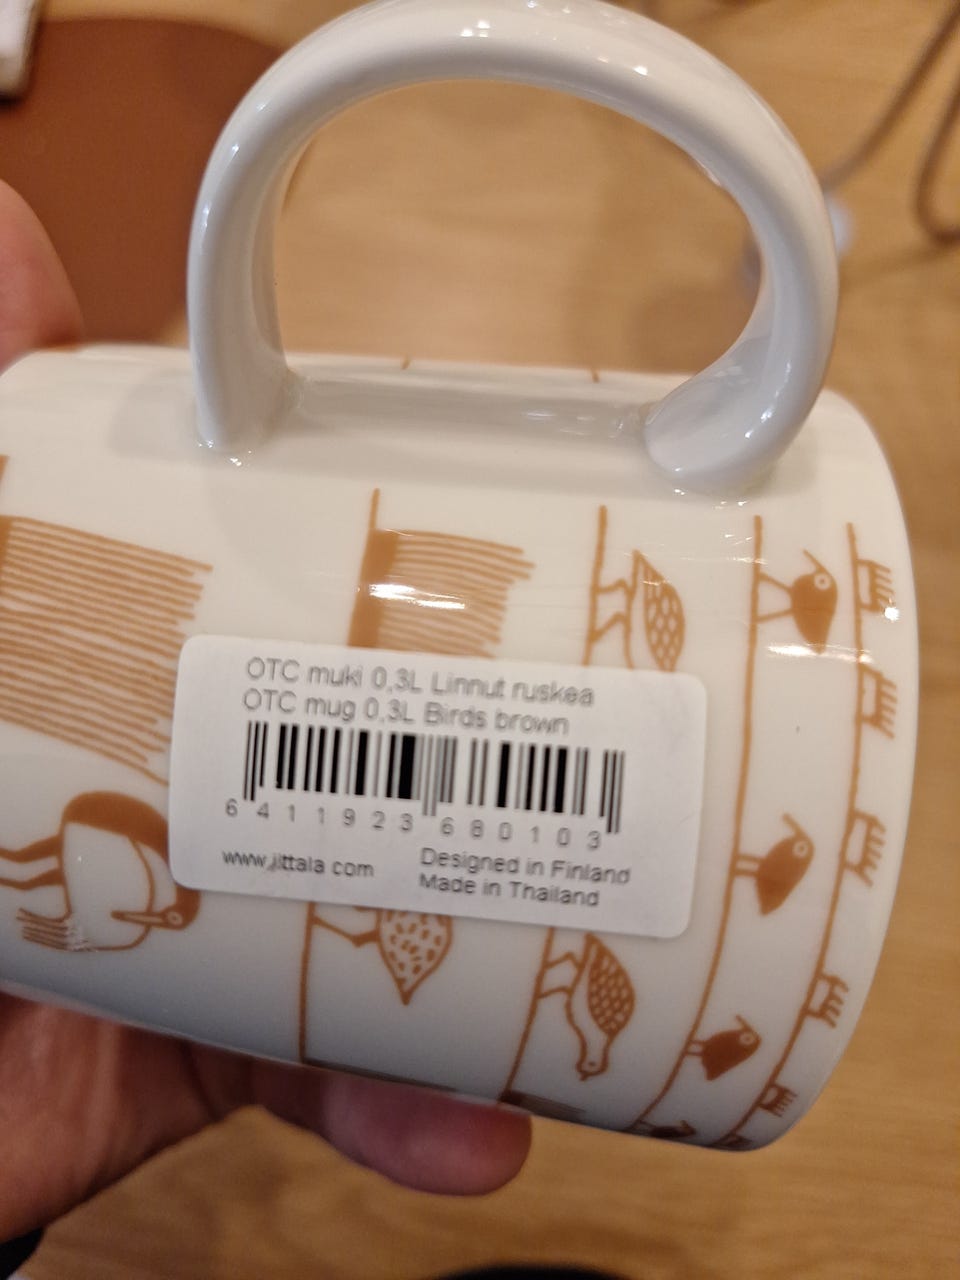 OTC muki 0,3L Linnut ruskea
OTC mug 0,3L Birds brown
6 411923 680103
www.iittala.com
Designed in Finland
Made in Thailand